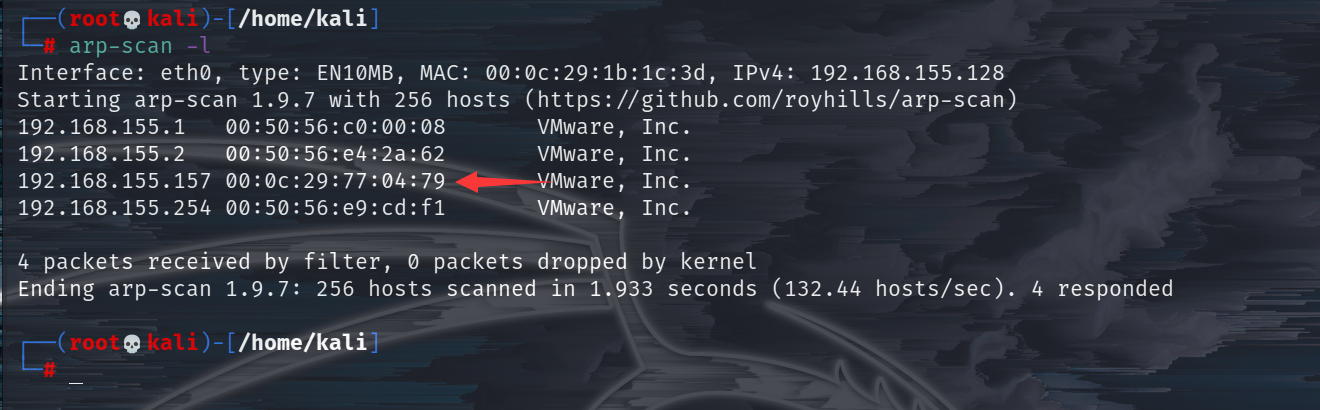 ┌──(root💀kali)-[/home/kali]
└─# arp-scan -l
Interface: eth0, type: EN10MB, MAC: 00:0c:29:1b:1c:3d, IPv4: 192.168.155.128
Starting arp-scan 1.9.7 with 256 hosts (https://github.com/royhills/arp-scan)
192.168.155.1   00:50:56:c0:00:08       VMware, Inc.
192.168.155.2   00:50:56:e4:2a:62       VMware, Inc.
192.168.155.157 00:0c:29:77:04:79       VMware, Inc.
192.168.155.254 00:50:56:e9:cd:f1       VMware, Inc.
4 packets received by filter, 0 packets dropped by kernel
Ending arp-scan 1.9.7: 256 hosts scanned in 1.933 seconds (132.44 hosts/sec). 4 responded
┌──(root💀kali)-[/home/kali]
└─# _